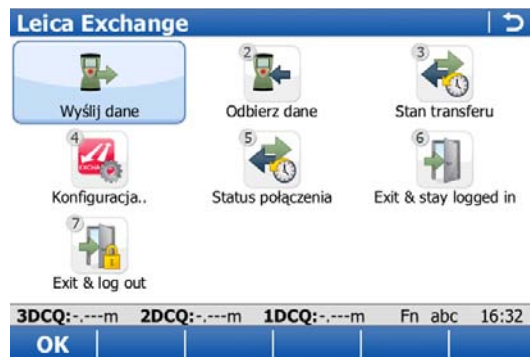 Leica Exchange
Wyślij dane
2
Odbierz dane
3
Stan transferu
4
EXCHA
Konfiguracja..
5
Status połączenia
6
Exit & stay logged in
7
Exit & log out
3DCQ:-.---m 2DCQ:-.---m 1DCQ:-.---m Fn abc 16:32
OK